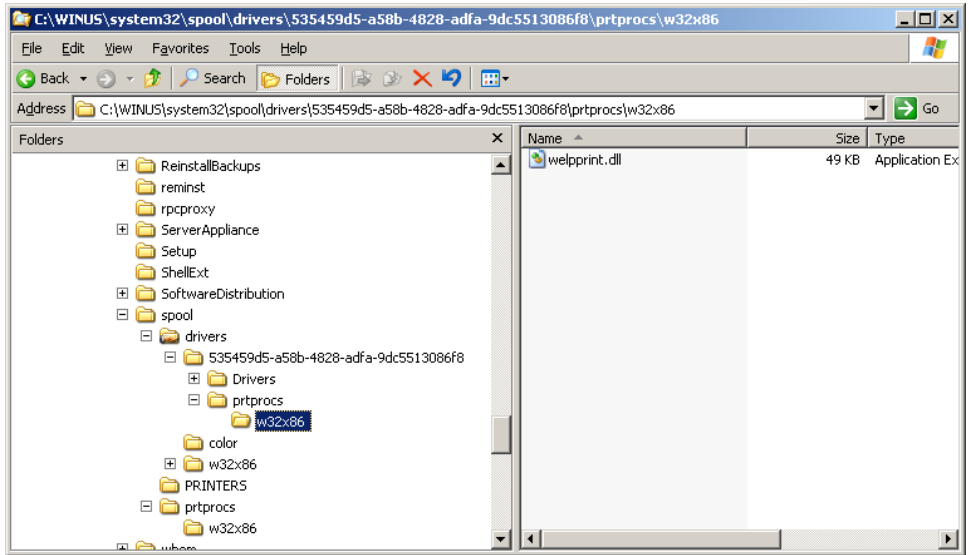 C:\WINUS\system32\spool\drivers\535459d5-a58b-4828-adfa-9dc5513086f8\prtprocs\w32x86
File Edit View Favorites Tools Help
Back Search Folders
Address C:\WINUS\system32\spool\drivers\535459d5-a58b-4828-adfa-9dc5513086f8\prtprocs\w32x86 Go
Folders
Name Size Type
welpprint.dll 49 KB Application Ex
ReinstallBackups
reminst
rpcproxy
ServerAppliance
Setup
ShellExt
SoftwareDistribution
spool
drivers
535459d5-a58b-4828-adfa-9dc5513086f8
Drivers
prtprocs
w32x86
color
w32x86
PRINTERS
prtprocs
w32x86